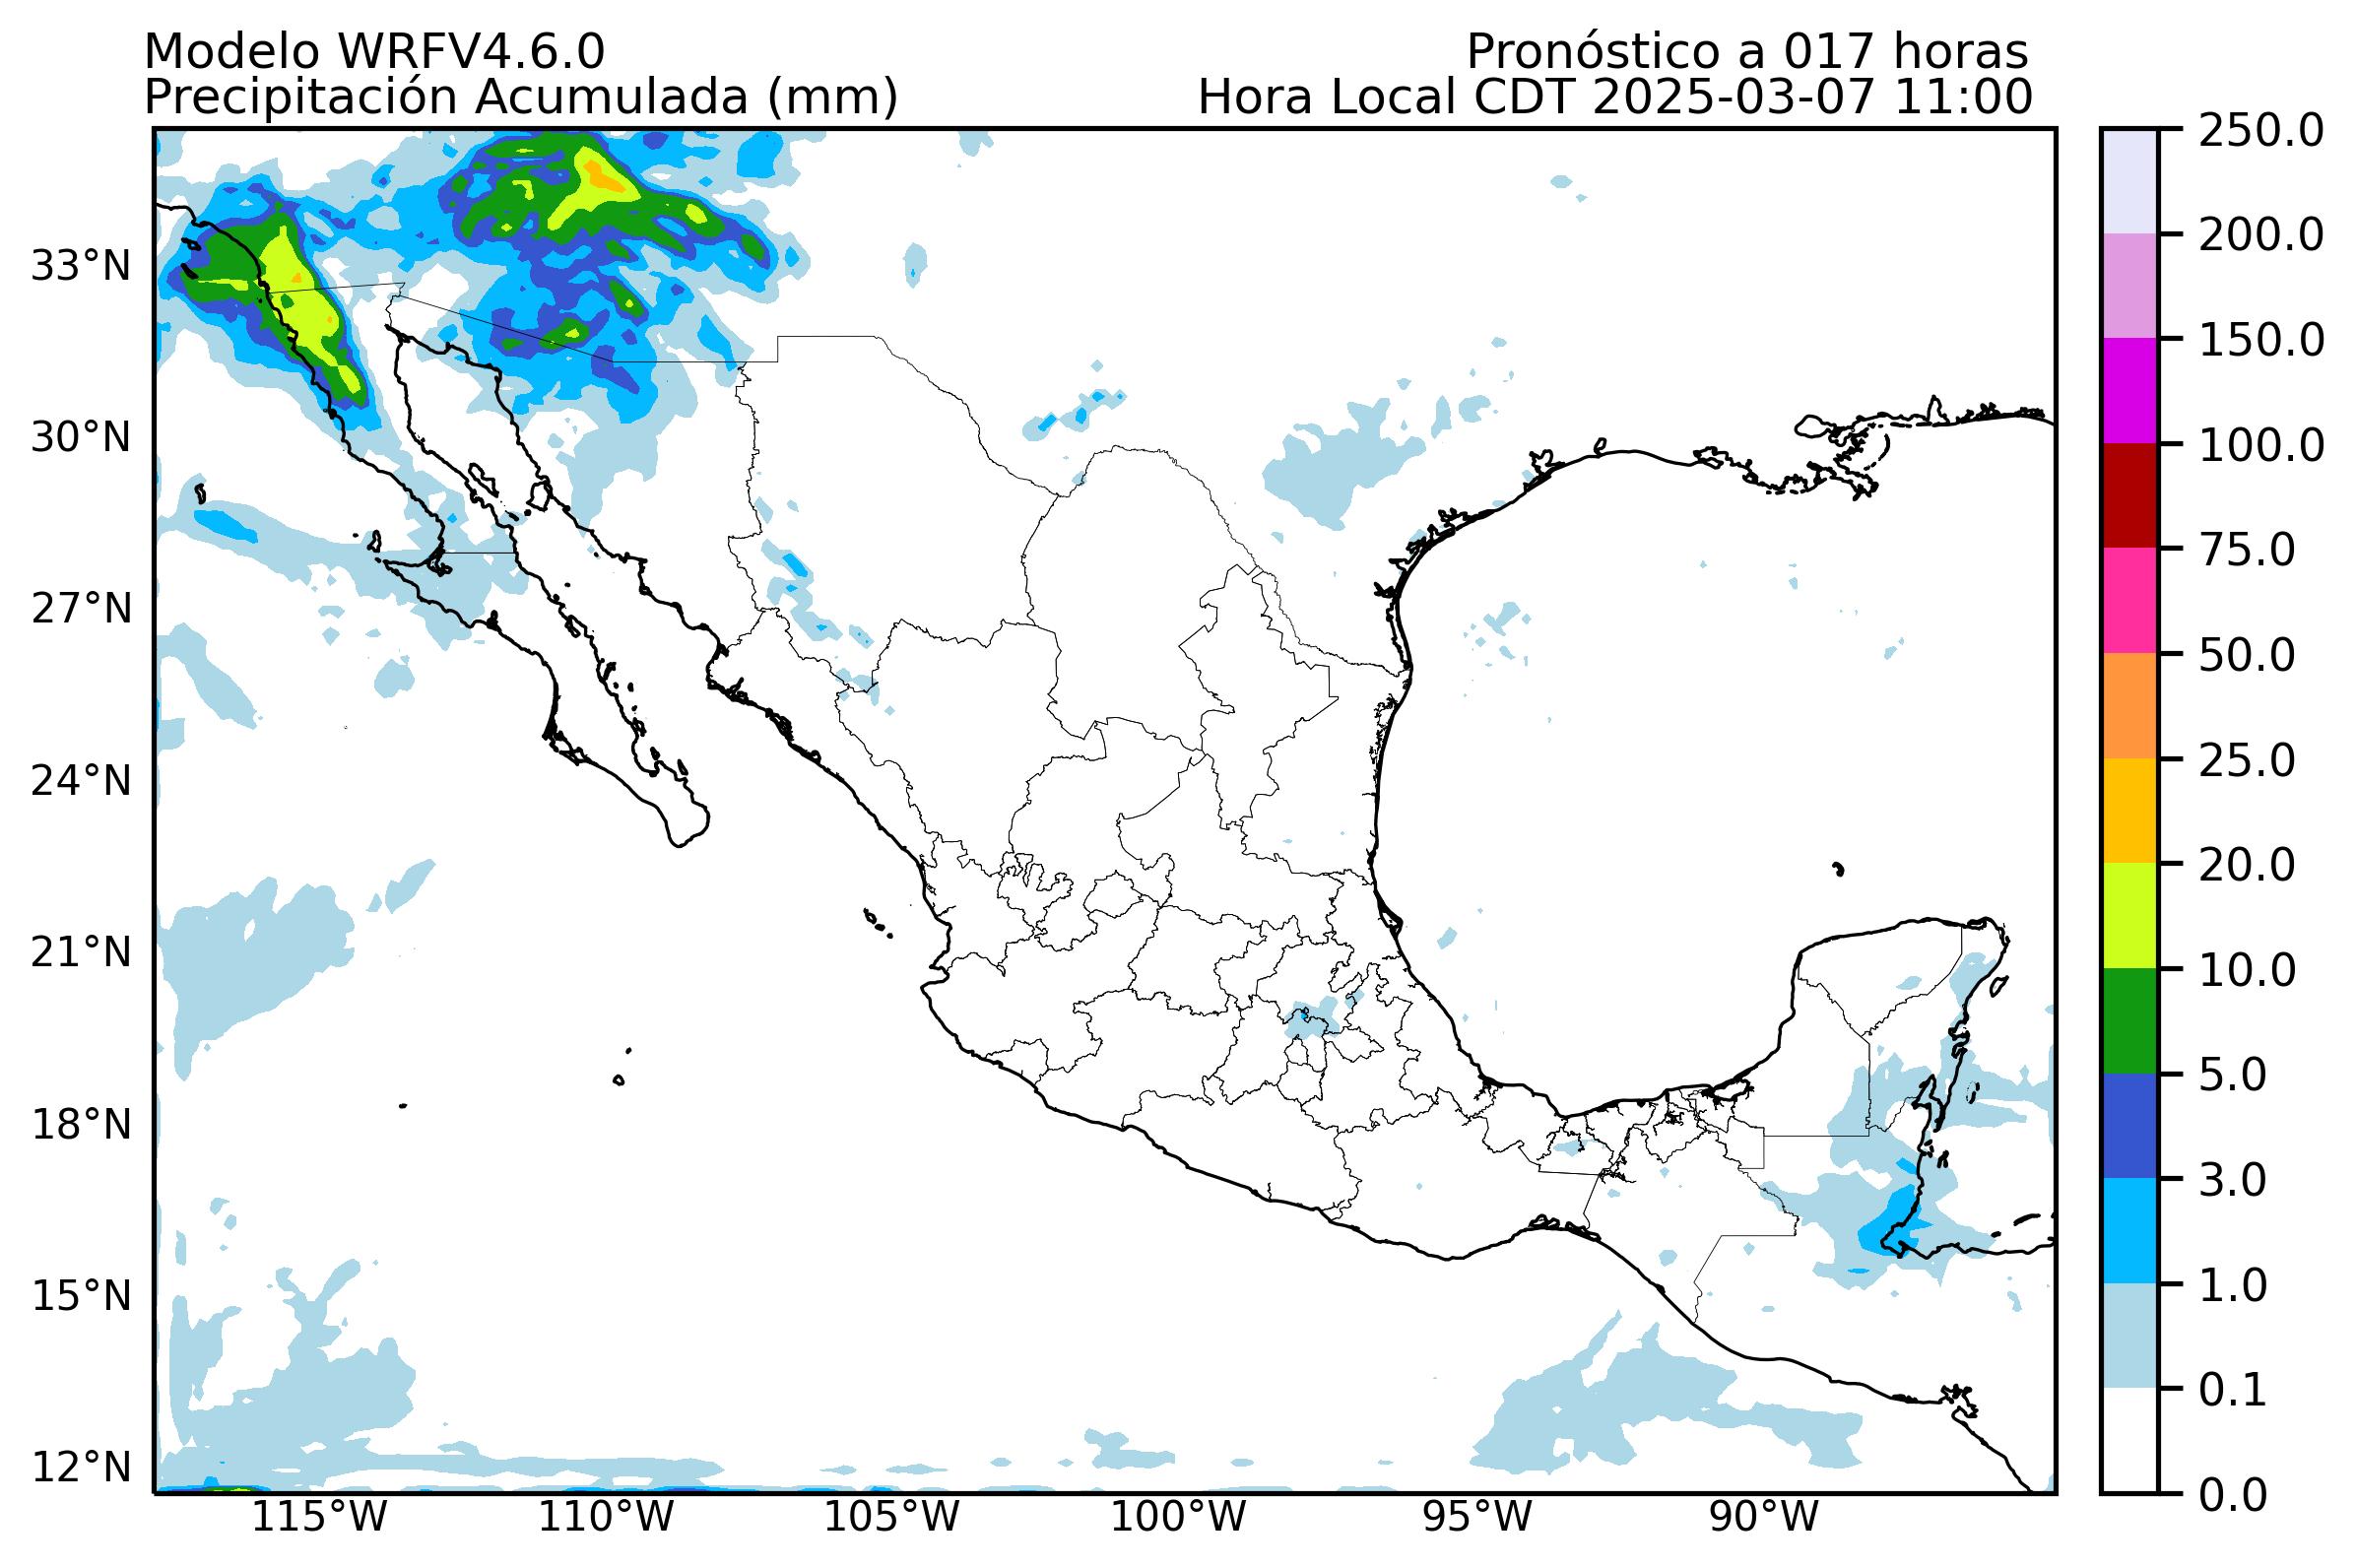 Modelo WRFV4.6.0
Pronóstico a 017 horas
Precipitación Acumulada (mm)
Hora Local CDT 2025-03-07 11:00
33°N
30°N
27°N
24°N
21°N
18°N
15°N
12°N
115°W
110°W
105°W
100°W
95°W
90°W
250.0
200.0
150.0
100.0
75.0
50.0
25.0
20.0
10.0
5.0
3.0
1.0
0.1
0.0